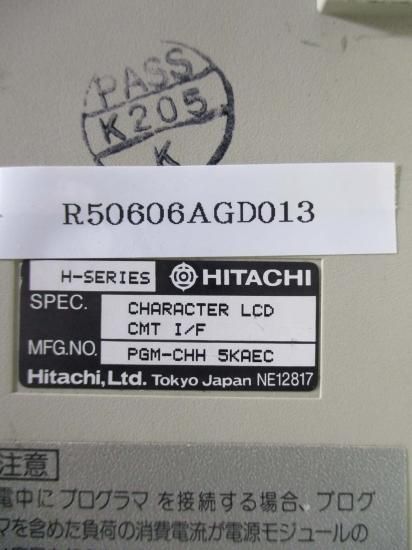 PASS
K205
K
R50606AGD013
H-SERIES HITACHI
SPEC. CHARACTER LCD
CMT I/F
MFG.NO. PGM-CHH 5KAEC
Hitachi,Ltd. Tokyo Japan NE12817
注意
電中にプログラマを接続する場合、プログ
マを含めた負荷の消費電流が電源モジュールの